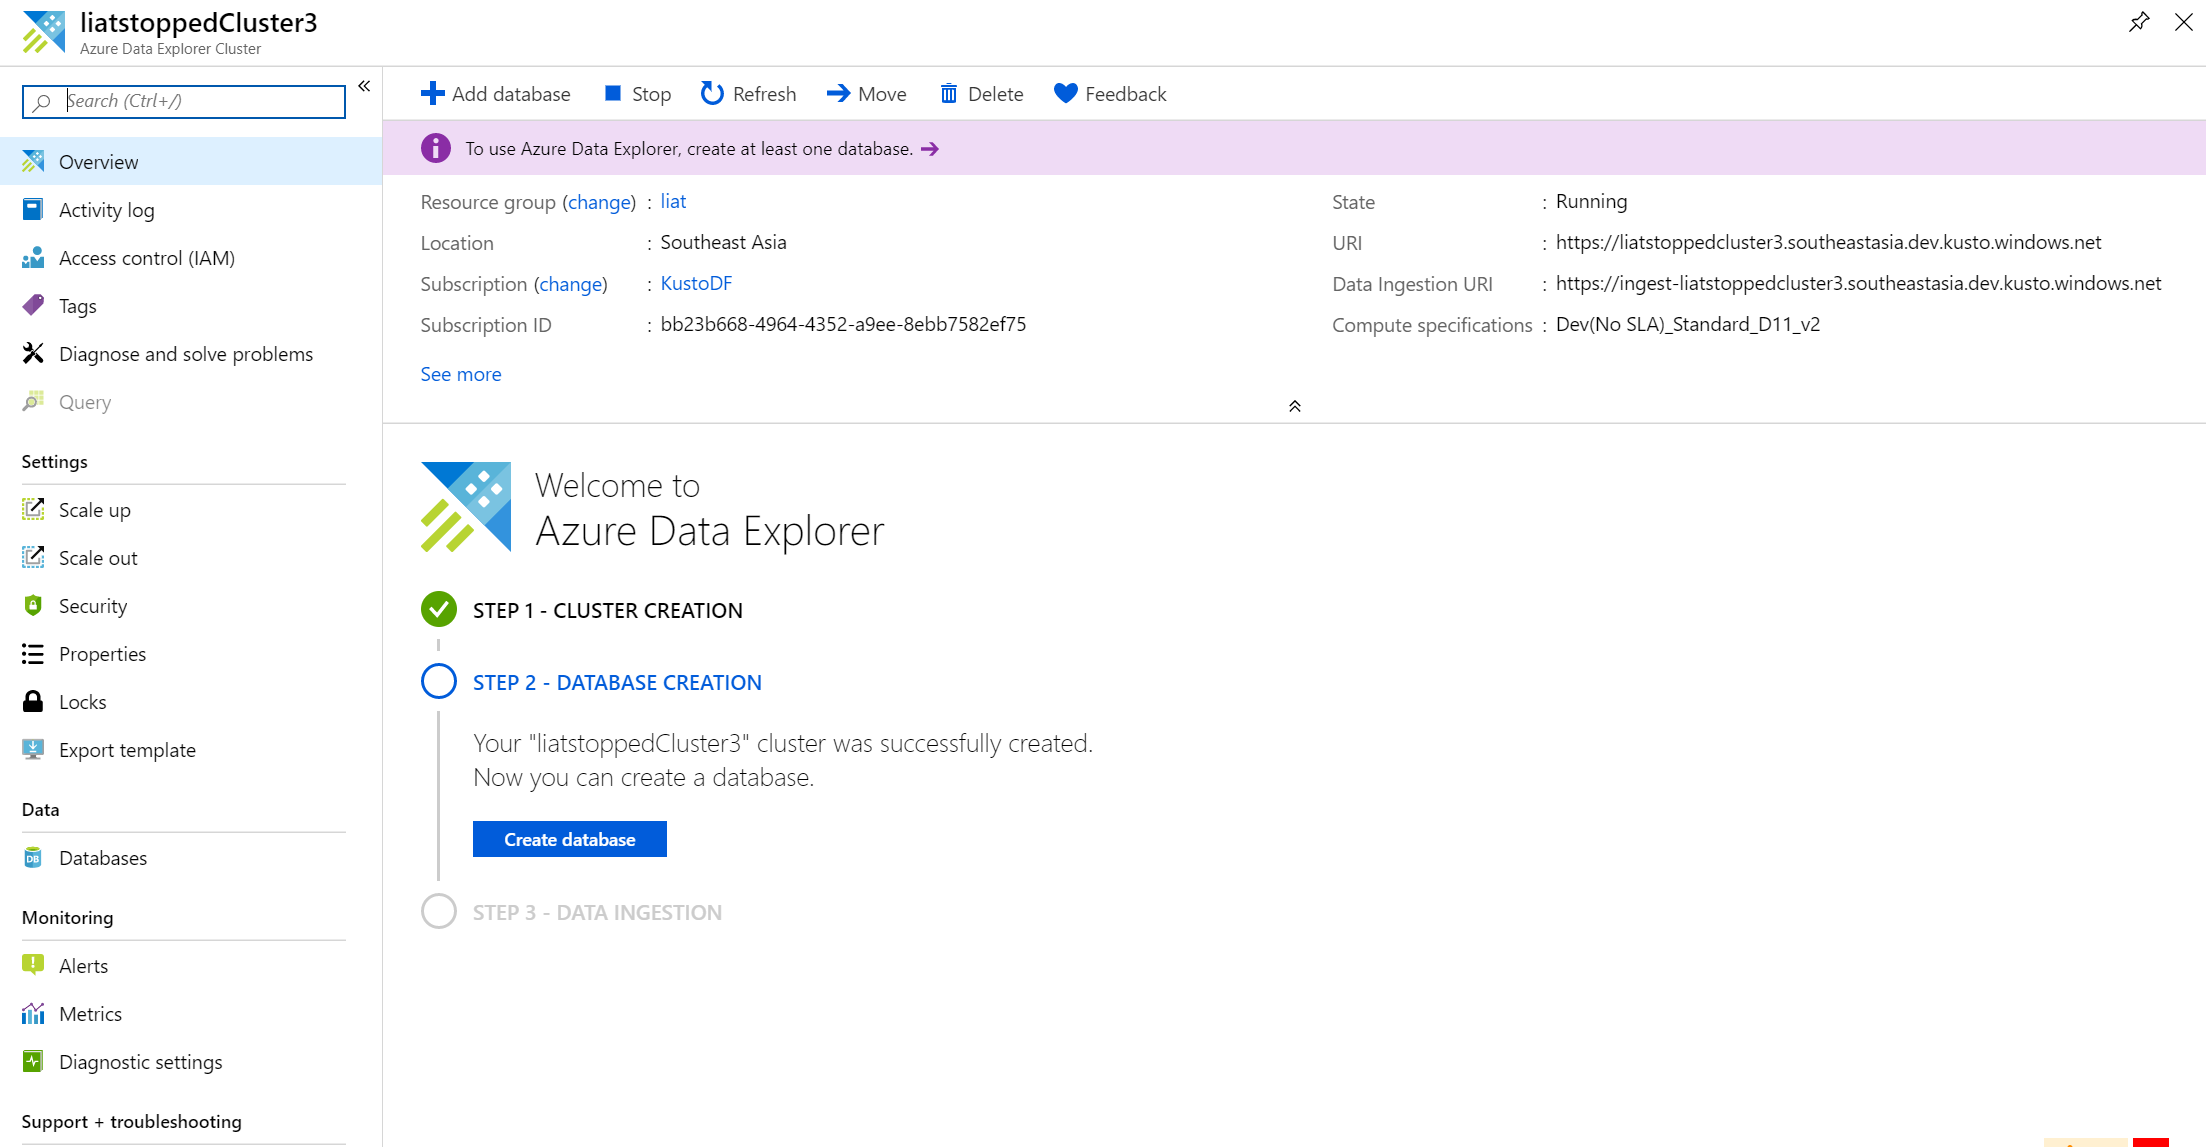 liatstoppedCluster3
Azure Data Explorer Cluster
Search (Ctrl+/)
Overview
Activity log
Access control (IAM)
Tags
Diagnose and solve problems
Query
Settings
Scale up
Scale out
Security
Properties
Locks
Export template
Data
Databases
Monitoring
Alerts
Metrics
Diagnostic settings
Support + troubleshooting
Add database Stop Refresh Move Delete Feedback
To use Azure Data Explorer, create at least one database.
Resource group (change) : liat
Location : Southeast Asia
Subscription (change) : KustoDF
Subscription ID : bb23b668-4964-4352-a9ee-8ebb7582ef75
See more
State : Running
URI : https://liatstoppedcluster3.southeastasia.dev.kusto.windows.net
Data Ingestion URI : https://ingest-liatstoppedcluster3.southeastasia.dev.kusto.windows.net
Compute specifications : Dev(No SLA)_Standard_D11_v2
Welcome to
Azure Data Explorer
STEP 1 - CLUSTER CREATION
STEP 2 - DATABASE CREATION
Your "liatstoppedCluster3" cluster was successfully created.
Now you can create a database.
Create database
STEP 3 - DATA INGESTION